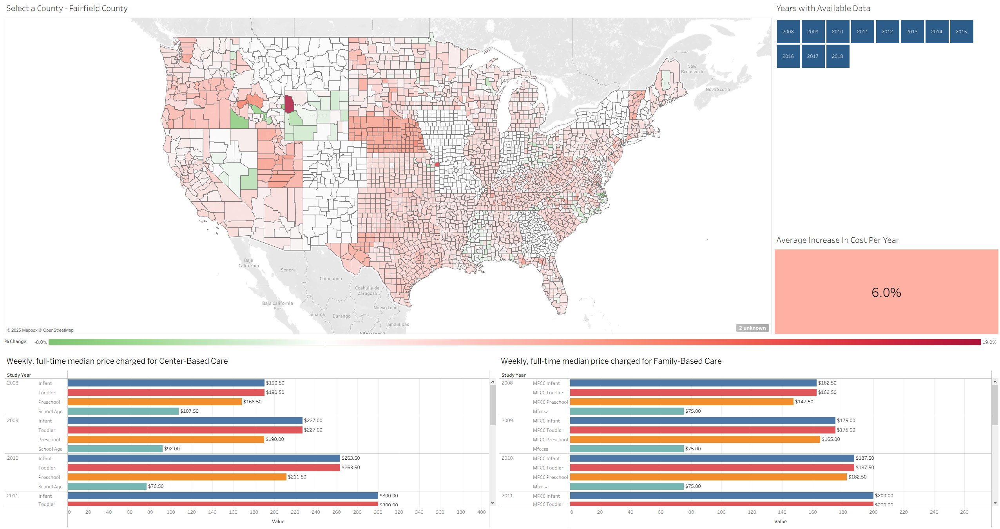 Select a County - Fairfield County
Years with Available Data
2008 2009 2010 2011 2012 2013 2014 2015
2016 2017 2018
New
Brunswick
Nova Scotia
Wyoming
USA
Baja
California
Sonora
Chihuahua
Coahuila de
Zaragoza
Baja California
Sur
Nuevo León
Sinaloa
Durango
Tamaulipas
© 2025 Mapbox © OpenStreetMap
2 unknown
Average Increase In Cost Per Year
6.0%
% Change -8.0% 19.0%
Weekly, full-time median price charged for Center-Based Care
Study Year
2008 Infant $190.50
Toddler $190.50
Preschool $168.50
School Age $107.50
2009 Infant $227.00
Toddler $227.00
Preschool $190.00
School Age $92.00
2010 Infant $263.50
Toddler $263.50
Preschool $211.50
School Age $76.50
2011 Infant $300.00
Toddler $300.00
0 20 40 60 80 100 120 140 160 180 200 220 240 260 280 300 320 340 360 380 400
Value
Weekly, full-time median price charged for Family-Based Care
Study Year
2008 MFCC Infant $162.50
MFCC Toddler $162.50
MFCC Preschool $147.50
Mfccsa $75.00
2009 MFCC Infant $175.00
MFCC Toddler $175.00
MFCC Preschool $165.00
Mfccsa $75.00
2010 MFCC Infant $187.50
MFCC Toddler $187.50
MFCC Preschool $182.50
Mfccsa $75.00
2011 MFCC Infant $200.00
MFCC Toddler $200.00
0 20 40 60 80 100 120 140 160 180 200 220 240 260
Value